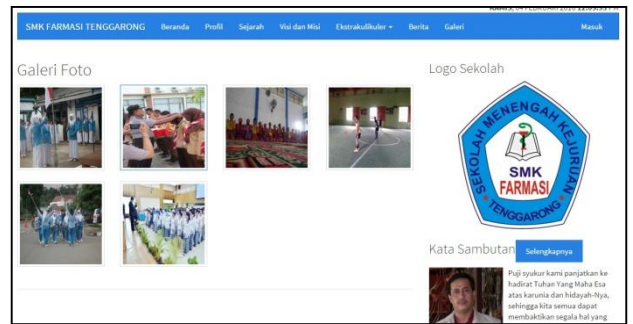 SMK FARMASI TENGGARONG Beranda Profil Sejarah Visi dan Misi Ekstrakulikuler Berita Galeri Masuk
Galeri Foto
Logo Sekolah
SEKOLAH MENENGAH KEJURUAN
SMK
FARMASI
TENGGARONG
Kata Sambutan Selengkapnya
Puji syukur kami panjatkan ke
hadirat Tuhan Yang Maha Esa
atas karunia dan hidayah-Nya,
sehingga kita semua dapat
membaktikan segala hal yang